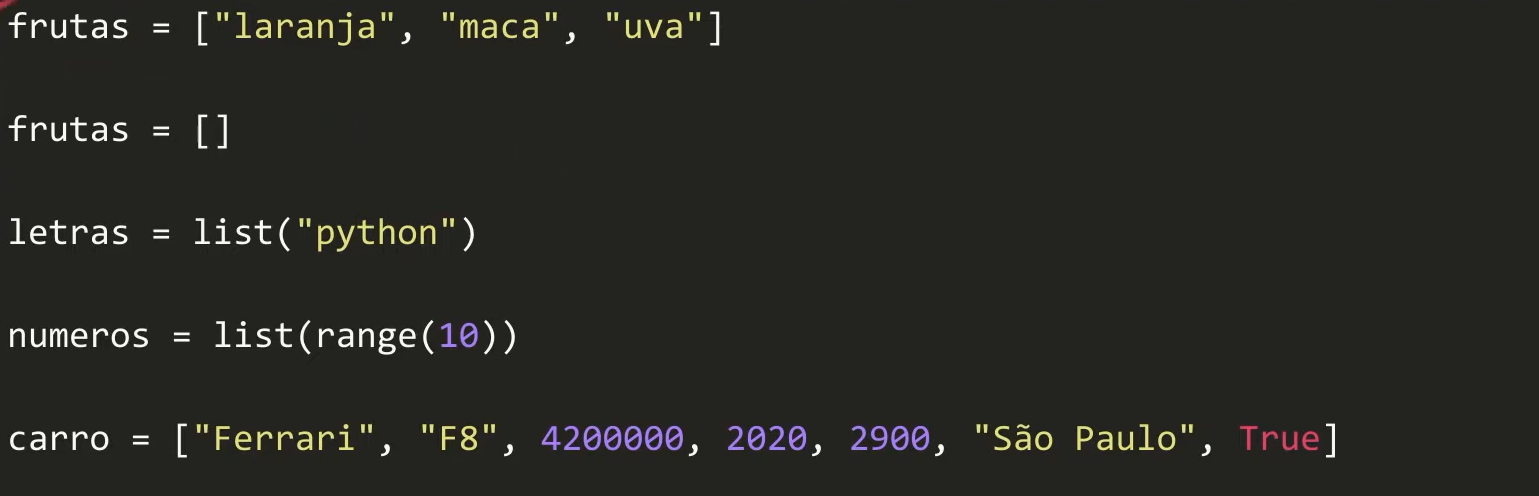 frutas = ["laranja", "maca", "uva"]
frutas = []
letras = list("python")
numeros = list(range(10))
carro = ["Ferrari", "F8", 4200000, 2020, 2900, "São Paulo", True]